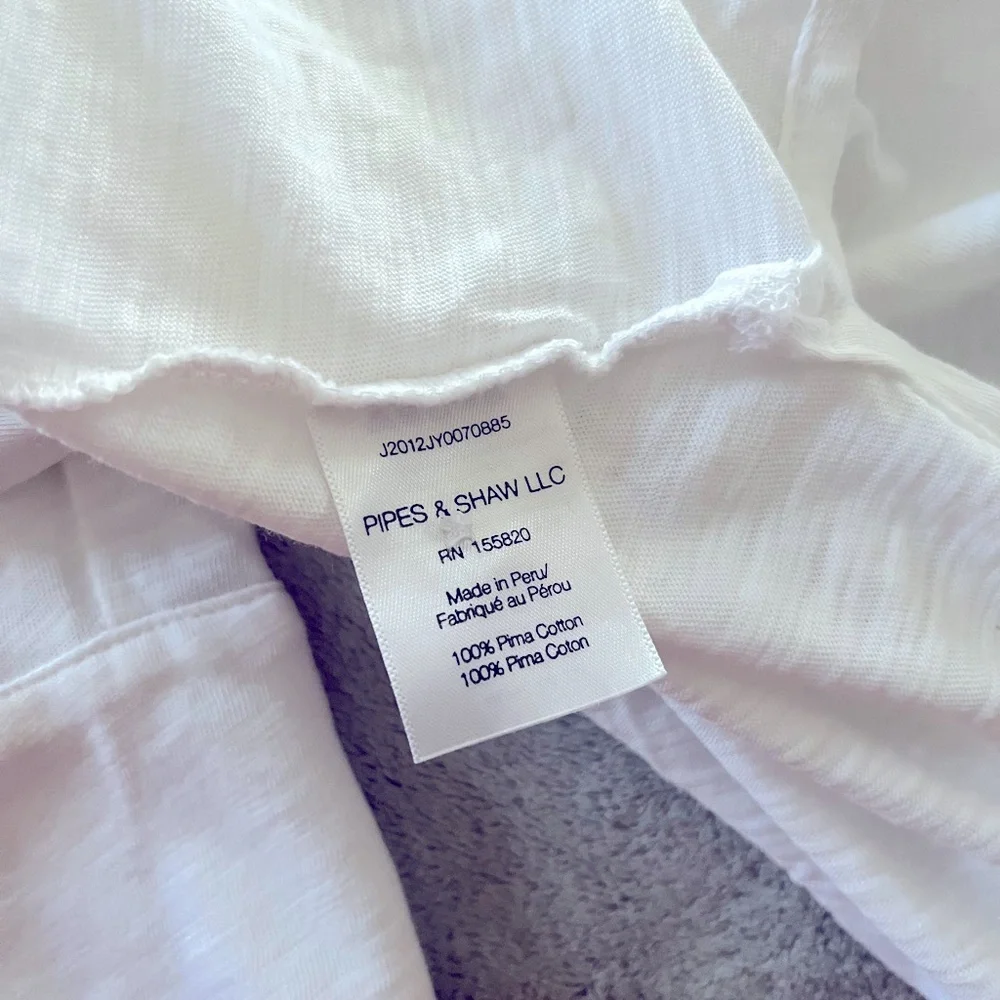 J2012JY0070885
PIPES & SHAW LLC
RN 155820
Made in Peru/
Fabriqué au Pérou
100% Pima Cotton
100% Pima Coton